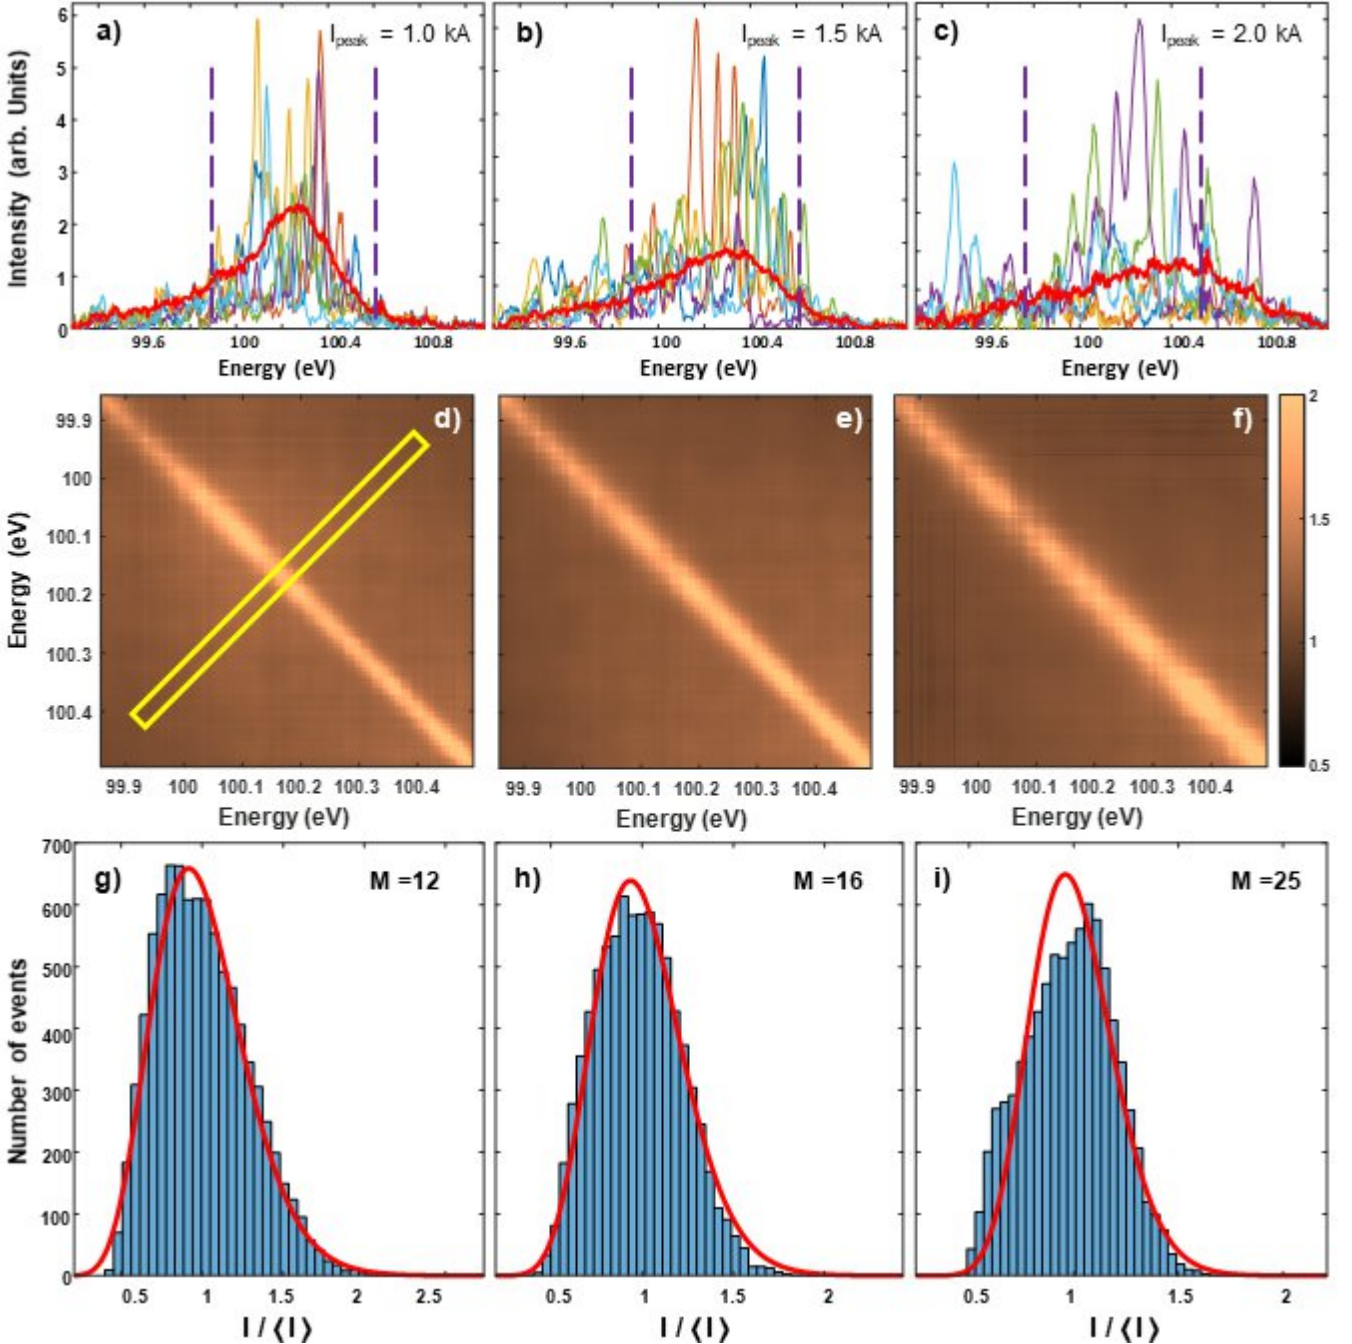 a) I_peak = 1.0 kA
b) I_peak = 1.5 kA
c) I_peak = 2.0 kA
Intensity (arb. Units)
6
5
4
3
2
1
0
99.6 100 100.4 100.8
99.6 100 100.4 100.8
99.6 100 100.4 100.8
Energy (eV)
Energy (eV)
Energy (eV)
d)
e)
f)
Energy (eV)
99.9
100
100.1
100.2
100.3
100.4
2
1.5
1
0.5
99.9 100 100.1 100.2 100.3 100.4
99.9 100 100.1 100.2 100.3 100.4
99.9 100 100.1 100.2 100.3 100.4
Energy (eV)
Energy (eV)
Energy (eV)
g) M =12
h) M =16
i) M =25
Number of events
700
600
500
400
300
200
100
0
0.5 1 1.5 2 2.5
0.5 1 1.5 2
0.5 1 1.5 2
I / ⟨I⟩
I / ⟨I⟩
I / ⟨I⟩